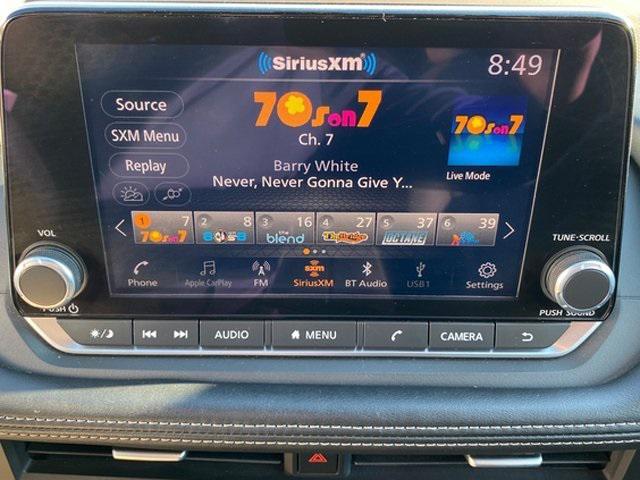 SiriusXM
8:49
Source
70s on 7
SXM Menu
Ch. 7
70s on 7
Replay
Barry White
Never, Never Gonna Give Y...
Live Mode
1 7 2 8 3 16 4 27 5 37 6 39
70s on 7 80s on 8 the blend OCTANE
VOL
TUNE•SCROLL
sxm
Phone Apple CarPlay FM SiriusXM BT Audio USB1 Settings
PUSH
PUSH SOUND
AUDIO MENU CAMERA